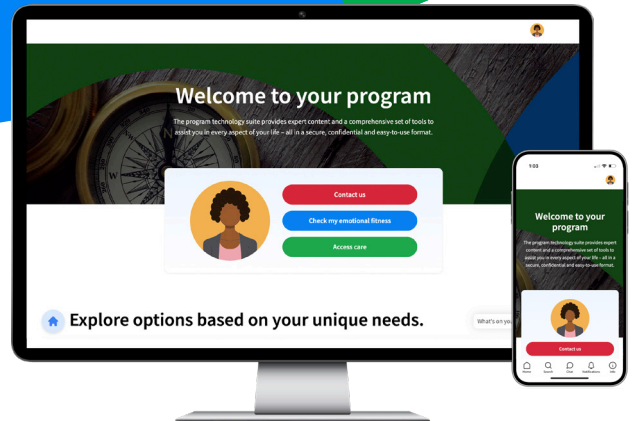 Welcome to your program
The program technology suite provides expert content and a comprehensive set of tools to
assist you in every aspect of your life – all in a secure, confidential and easy-to-use format.
N
W
Contact us
Check my emotional fitness
Access care
Explore options based on your unique needs.
What's on you
1:03
Welcome to your
program
The program technology suite provides expert
content and a comprehensive set of tools to
assist you in every aspect of your life – all in a
secure, confidential and easy-to-use format.
Contact us
Home
Search
Chat
Notifications
Info